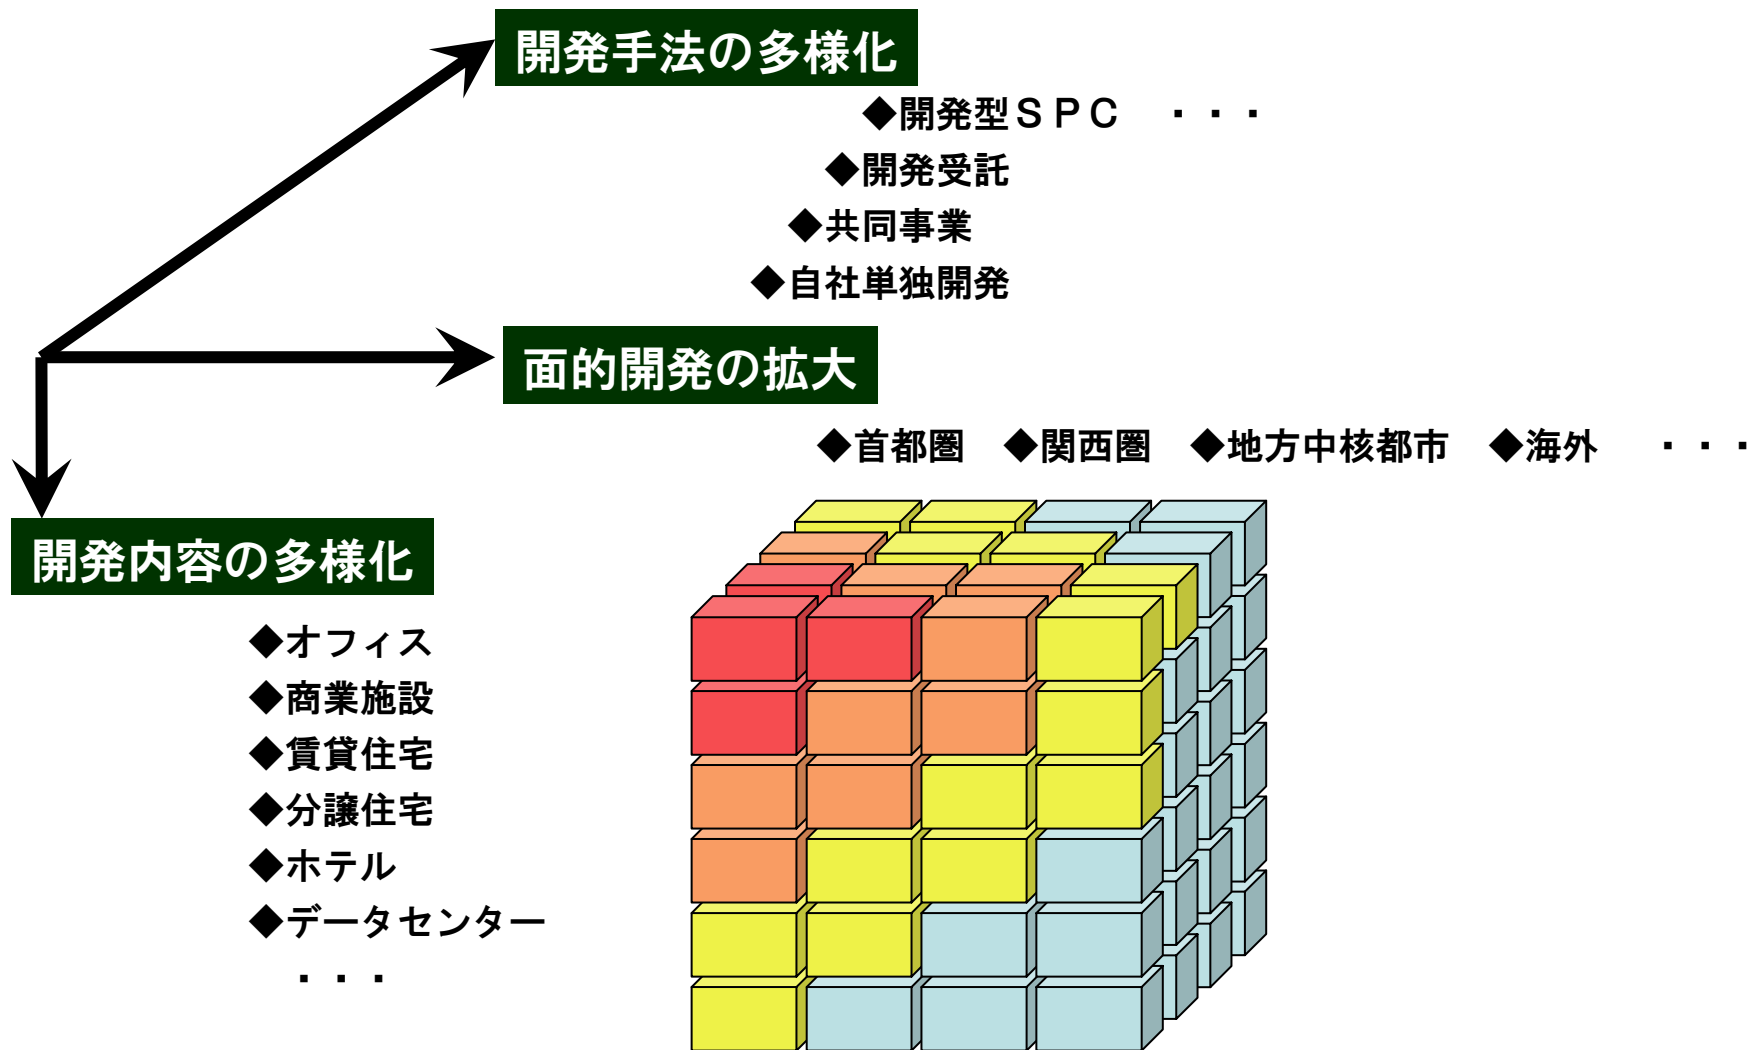 開発手法の多様化
◆開発型ＳＰＣ　・・・
◆開発受託
◆共同事業
◆自社単独開発
面的開発の拡大
◆首都圏　◆関西圏　◆地方中核都市　◆海外　・・・
開発内容の多様化
◆オフィス
◆商業施設
◆賃貸住宅
◆分譲住宅
◆ホテル
◆データセンター
・・・